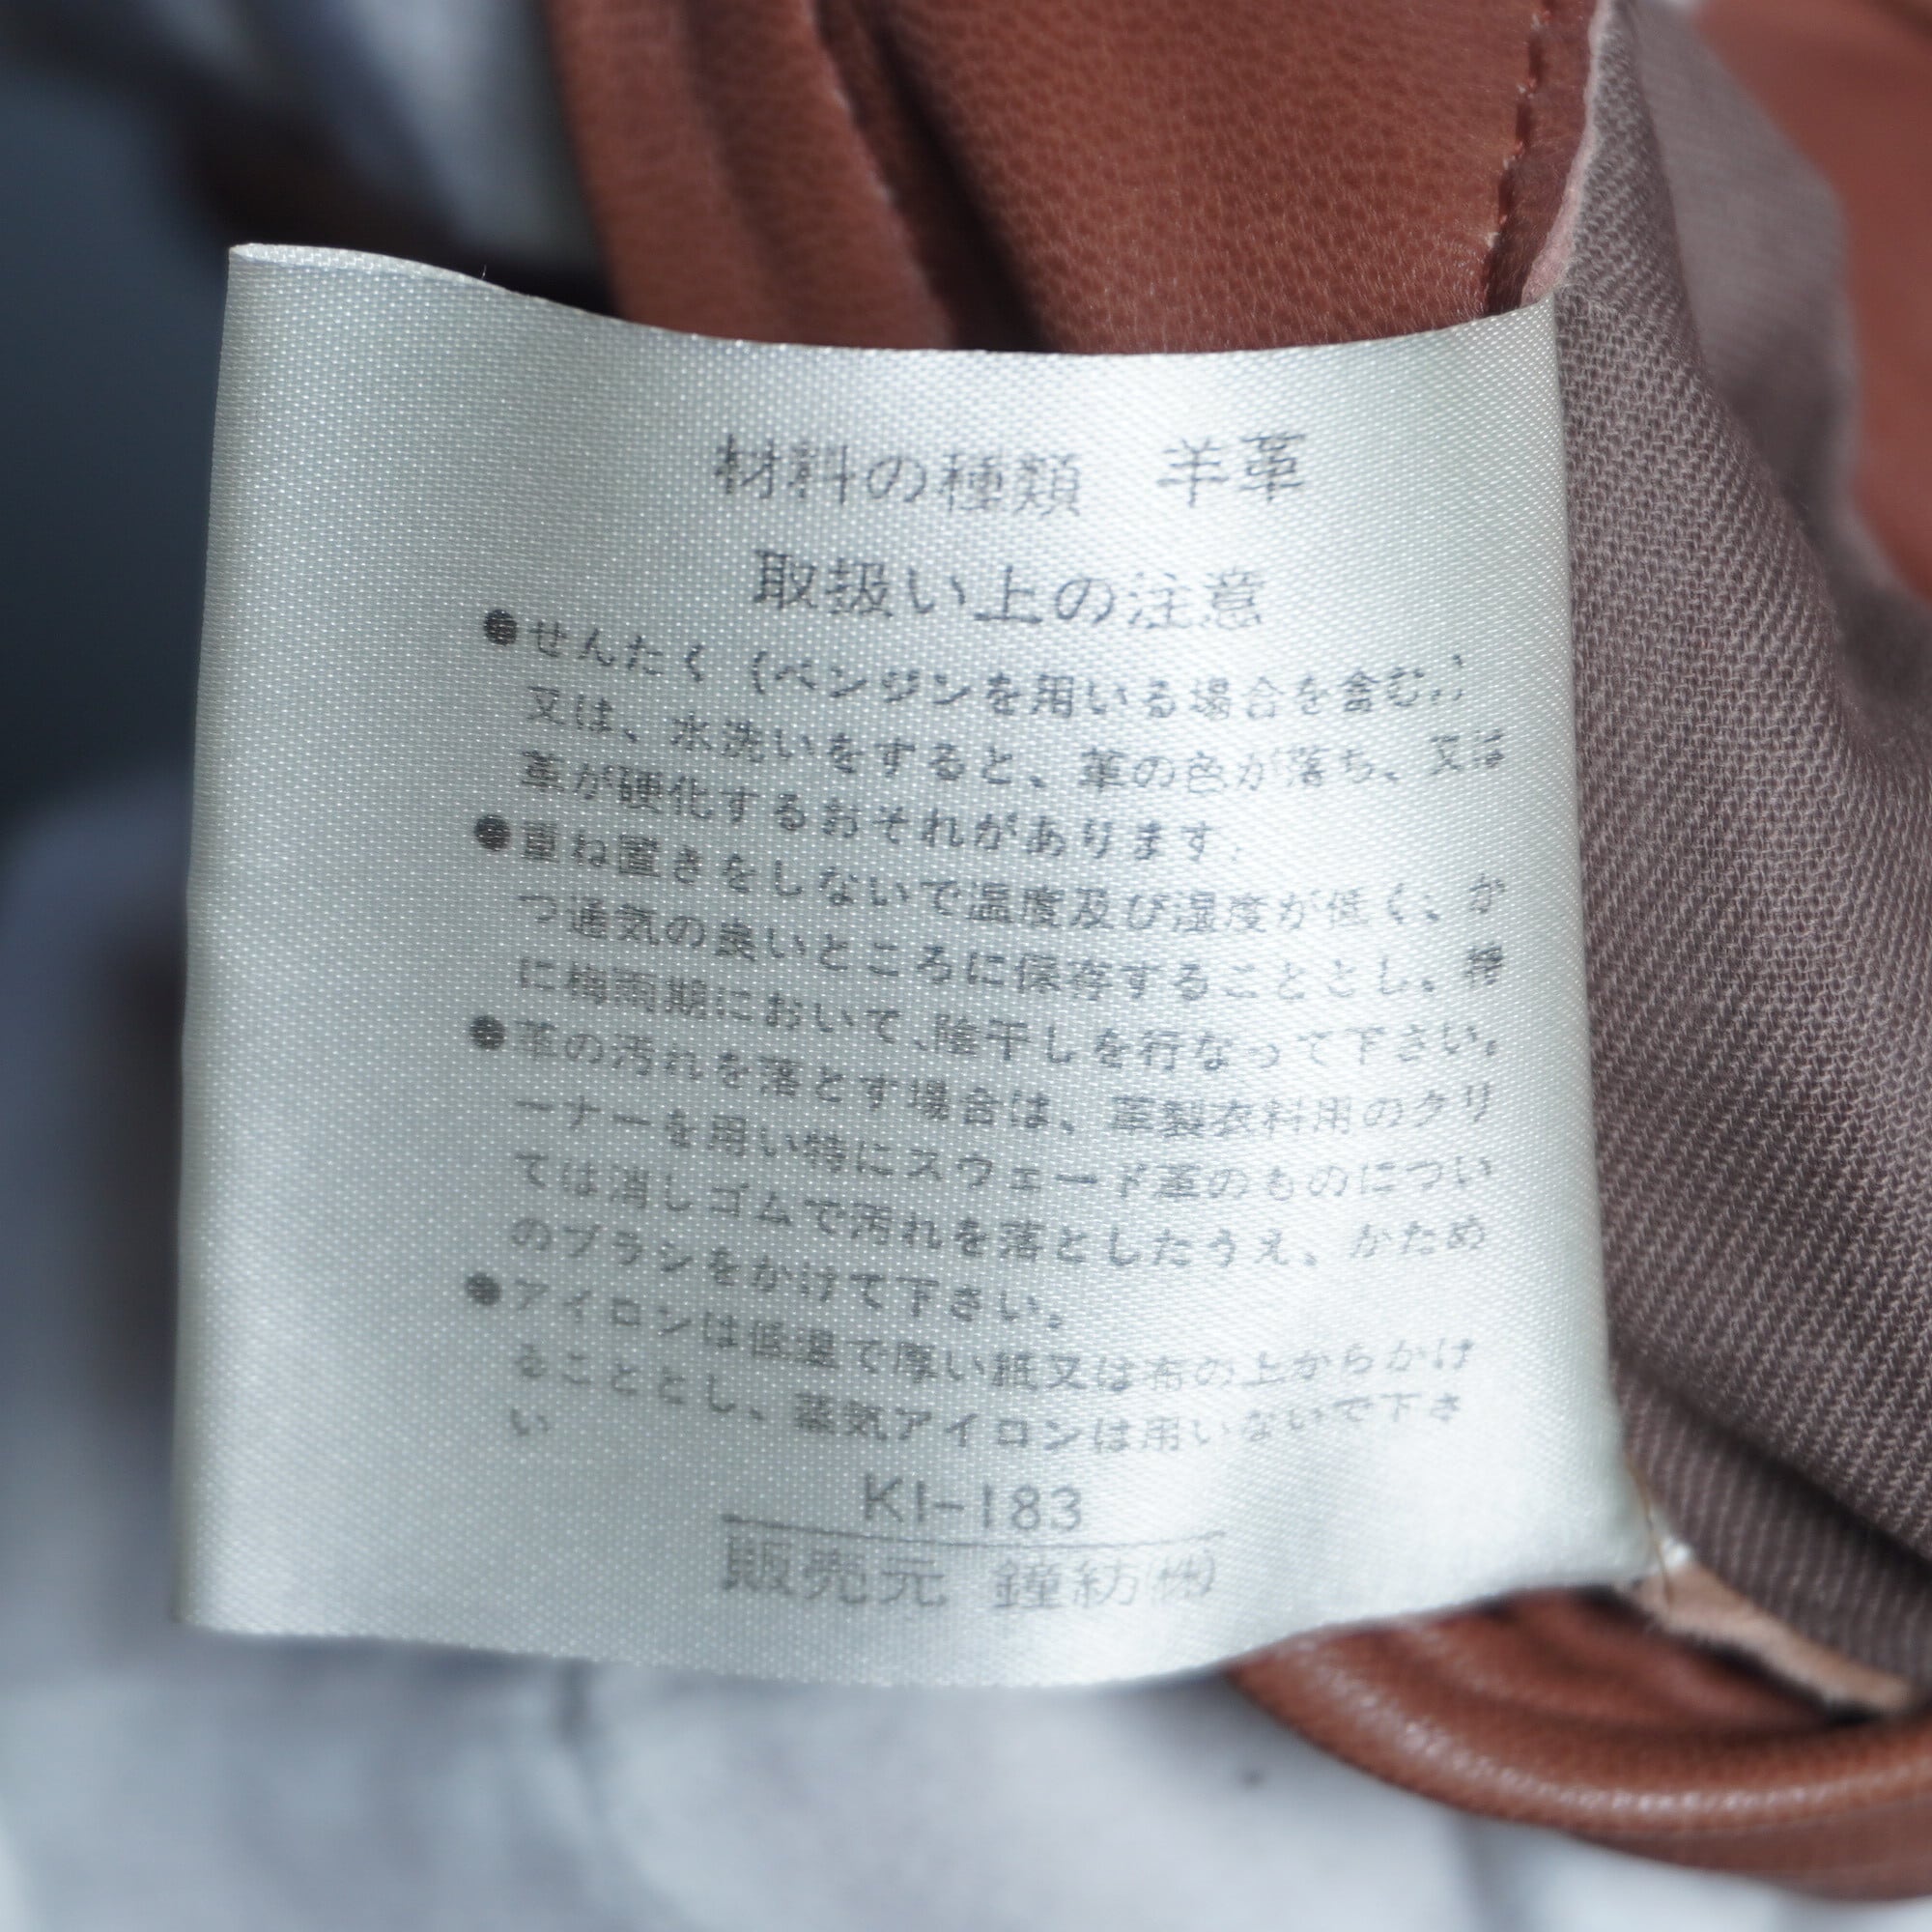 材料の種類　羊革
取扱い上の注意
●せんたく（ベンジンを用いる場合を含む。）
又は、水洗いをすると、革の色が落ち、又は
革が硬化するおそれがあります。
●重ね置きをしないで温度及び湿度が低く、か
つ通気の良いところに保存することとし、特
に梅雨期において、陰干しを行なって下さい。
●革の汚れを落とす場合は、革製衣料用のクリ
ーナーを用い特にスウェード革のものについ
ては消しゴムで汚れを落としたうえ、かため
のブラシをかけて下さい。
●アイロンは低温で厚い紙又は布の上からかけ
ることとし、蒸気アイロンは用いないで下さ
い
KI-183
販売元　鐘紡㈱